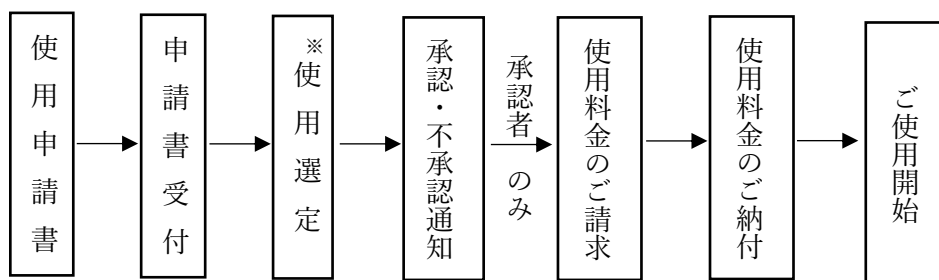 使用申請書
申請書受付
※使用選定
承認・不承認通知
承認者 のみ
使用料金のご請求
使用料金のご納付
ご使用開始